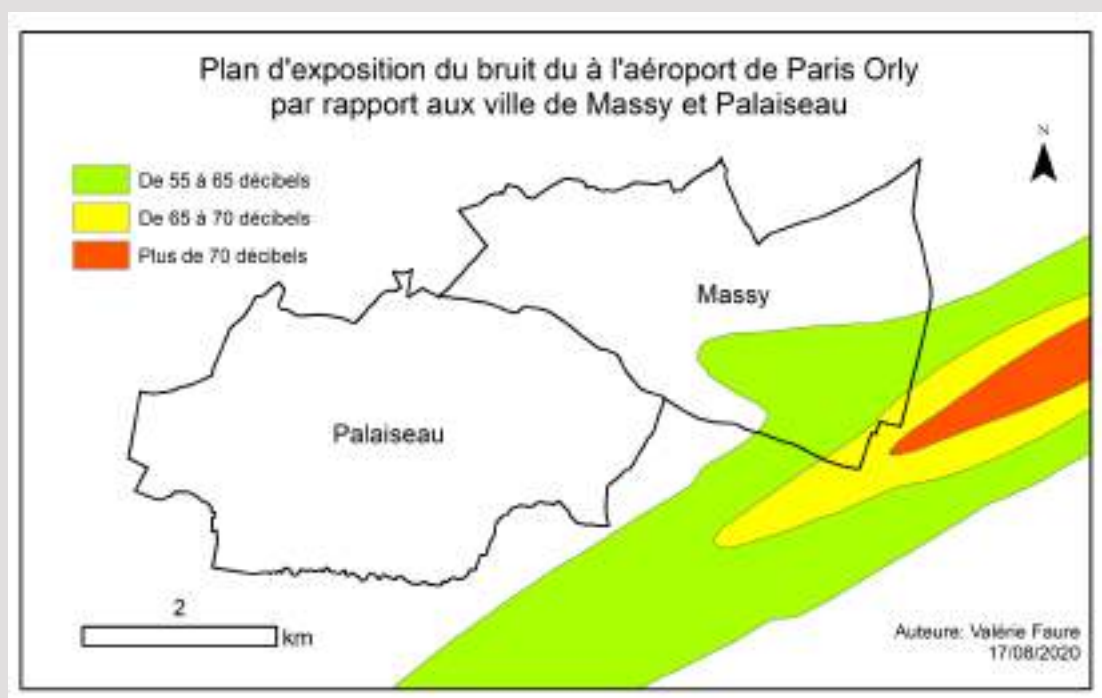 Plan d'exposition du bruit du à l'aéroport de Paris Orly
par rapport aux ville de Massy et Palaiseau
N
De 55 à 65 décibels
De 65 à 70 décibels
Plus de 70 décibels
Massy
Palaiseau
2
km
Auteure: Valérie Faure
17/08/2020